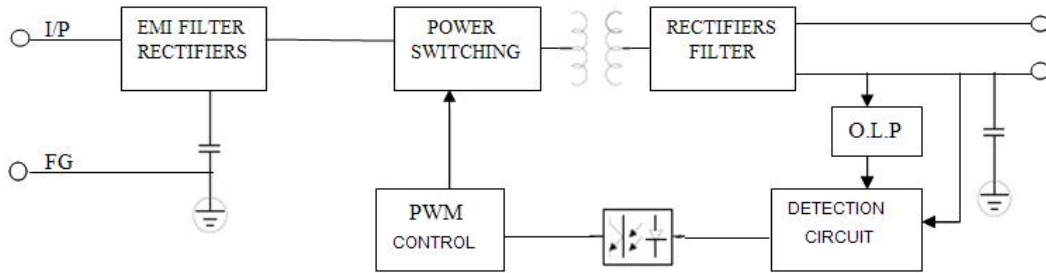 I/P
EMI FILTER
RECTIFIERS
POWER
SWITCHING
RECTIFIERS
FILTER
O.L.P
FG
PWM
CONTROL
DETECTION
CIRCUIT